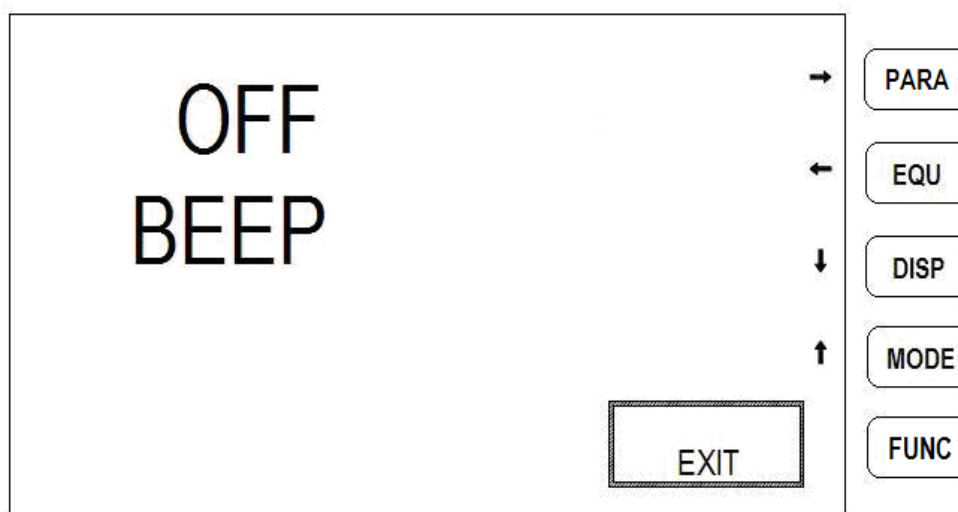 OFF
BEEP
→ PARA
← EQU
↓ DISP
↑ MODE
EXIT
FUNC